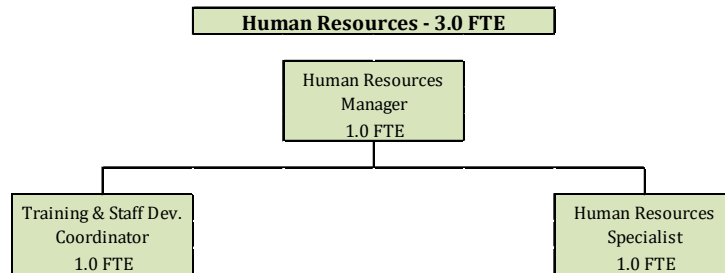 Human Resources - 3.0 FTE
Human Resources
Manager
1.0 FTE
Training & Staff Dev.
Coordinator
1.0 FTE
Human Resources
Specialist
1.0 FTE